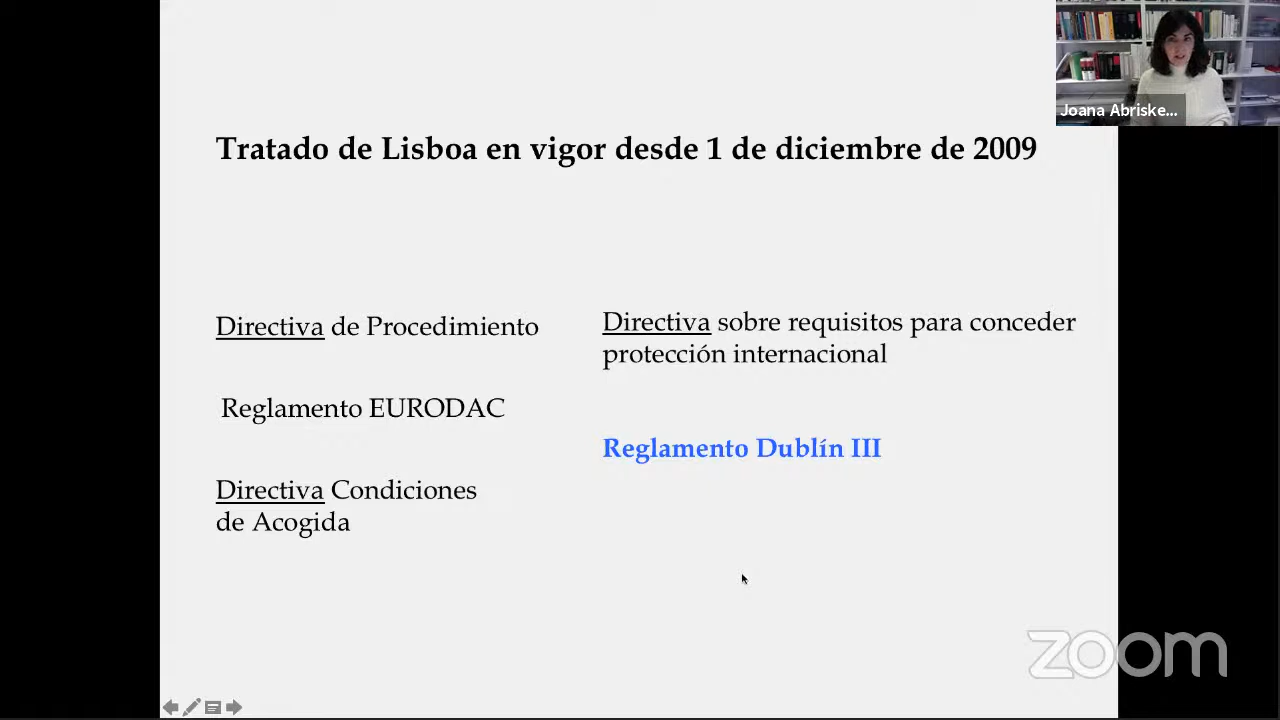 Joana Abriske...
Tratado de Lisboa en vigor desde 1 de diciembre de 2009
Directiva de Procedimiento
Reglamento EURODAC
Directiva Condiciones
de Acogida
Directiva sobre requisitos para conceder
protección internacional
Reglamento Dublín III
zoom